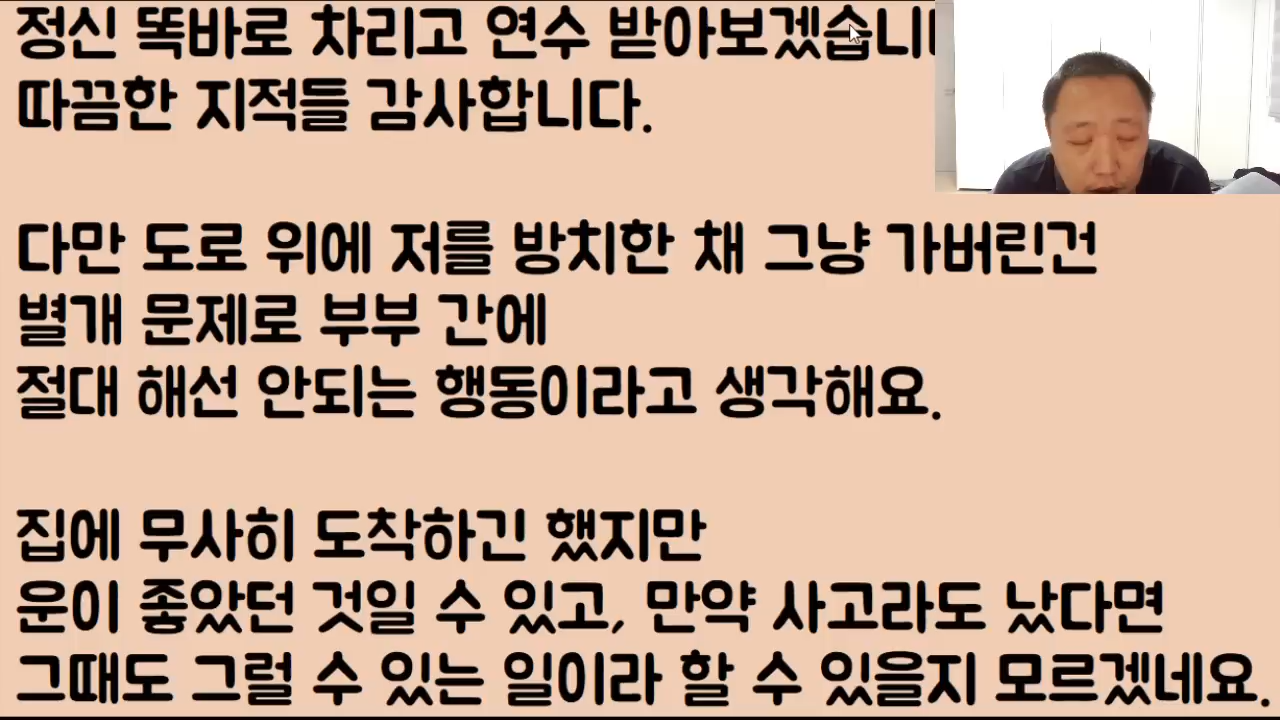 정신 똑바로 차리고 연수 받아보겠습니
따끔한 지적들 감사합니다.
다만 도로 위에 저를 방치한 채 그냥 가버린건
별개 문제로 부부 간에
절대 해선 안되는 행동이라고 생각해요.
집에 무사히 도착하긴 했지만
운이 좋았던 것일 수 있고, 만약 사고라도 났다면
그때도 그럴 수 있는 일이라 할 수 있을지 모르겠네요.